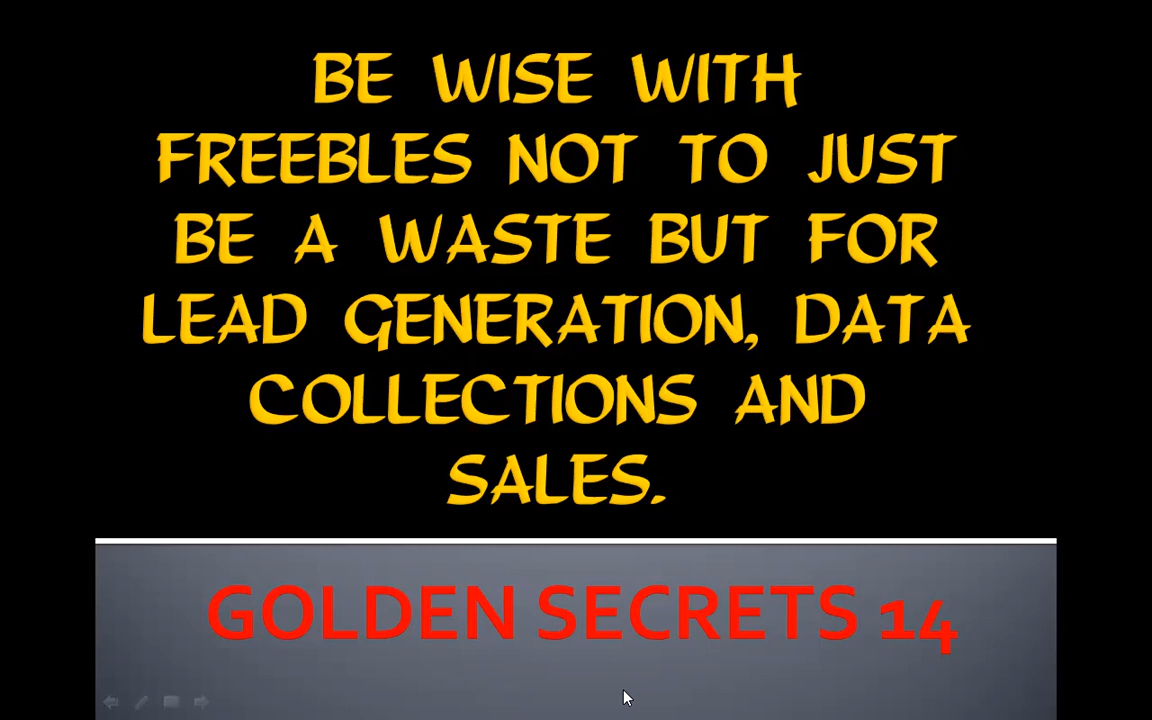 BE WISE WITH
FREEBLES NOT TO JUST
BE A WASTE BUT FOR
LEAD GENERATION, DATA
COLLECTIONS AND
SALES.
GOLDEN SECRETS 14